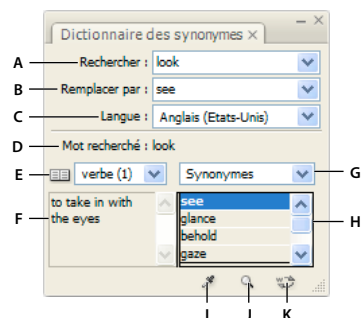 Dictionnaire des synonymes ×
A Rechercher : look
B Remplacer par : see
C Langue : Anglais (Etats-Unis)
D Mot recherché : look
E verbe (1) Synonymes G
F to take in with the eyes
see
glance
behold
gaze
H
I J K